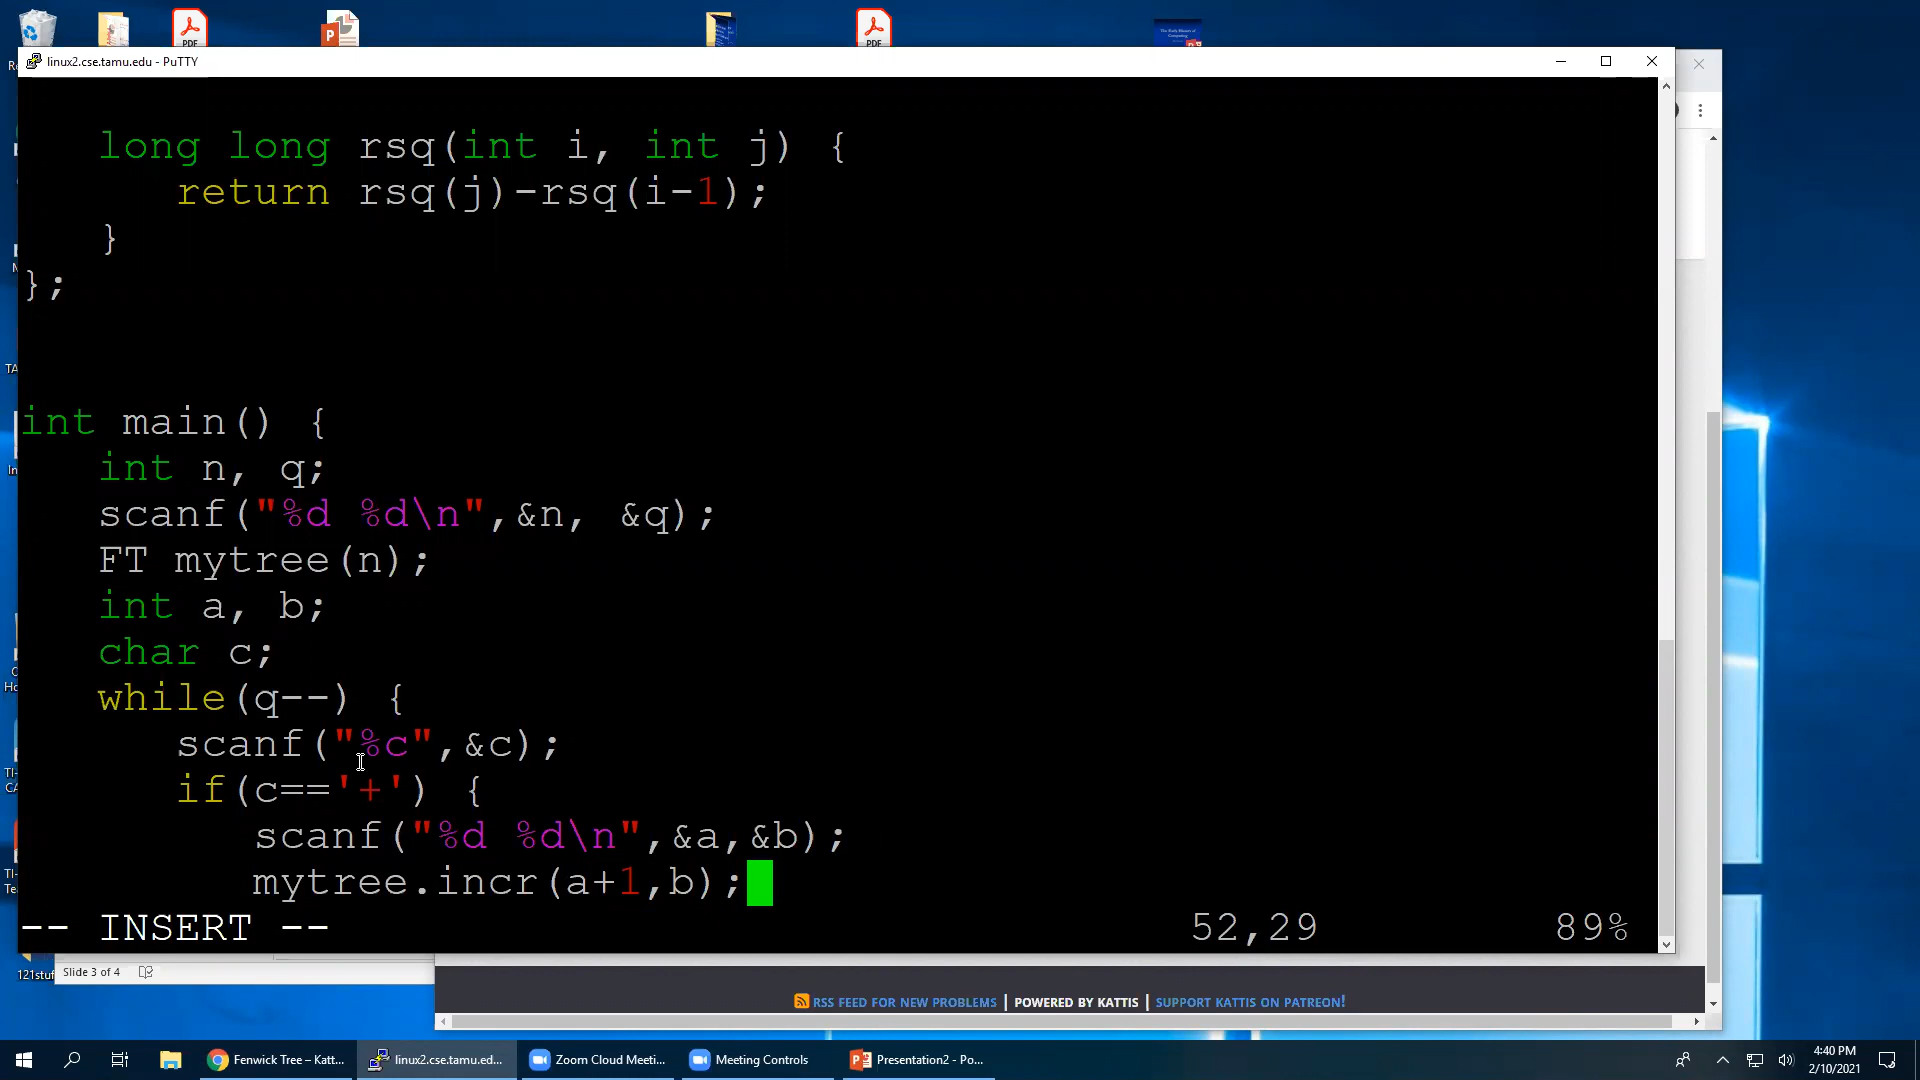 PDF
PDF
linux2.cse.tamu.edu - PuTTY
long long rsq(int i, int j) {
return rsq(j)-rsq(i-1);
}
};
int main() {
int n, q;
scanf("%d %d\n",&n, &q);
FT mytree(n);
int a, b;
char c;
while(q--) {
scanf("%c",&c);
if(c=='+') {
scanf("%d %d\n",&a,&b);
mytree.incr(a+1,b);
-- INSERT --
52,29
89%
121stuf
Slide 3 of 4
RSS FEED FOR NEW PROBLEMS | POWERED BY KATTIS | SUPPORT KATTIS ON PATREON!
Fenwick Tree – Katt...
linux2.cse.tamu.ed...
Zoom Cloud Meeti...
Meeting Controls
Presentation2 - Po...
4:40 PM
2/10/2021